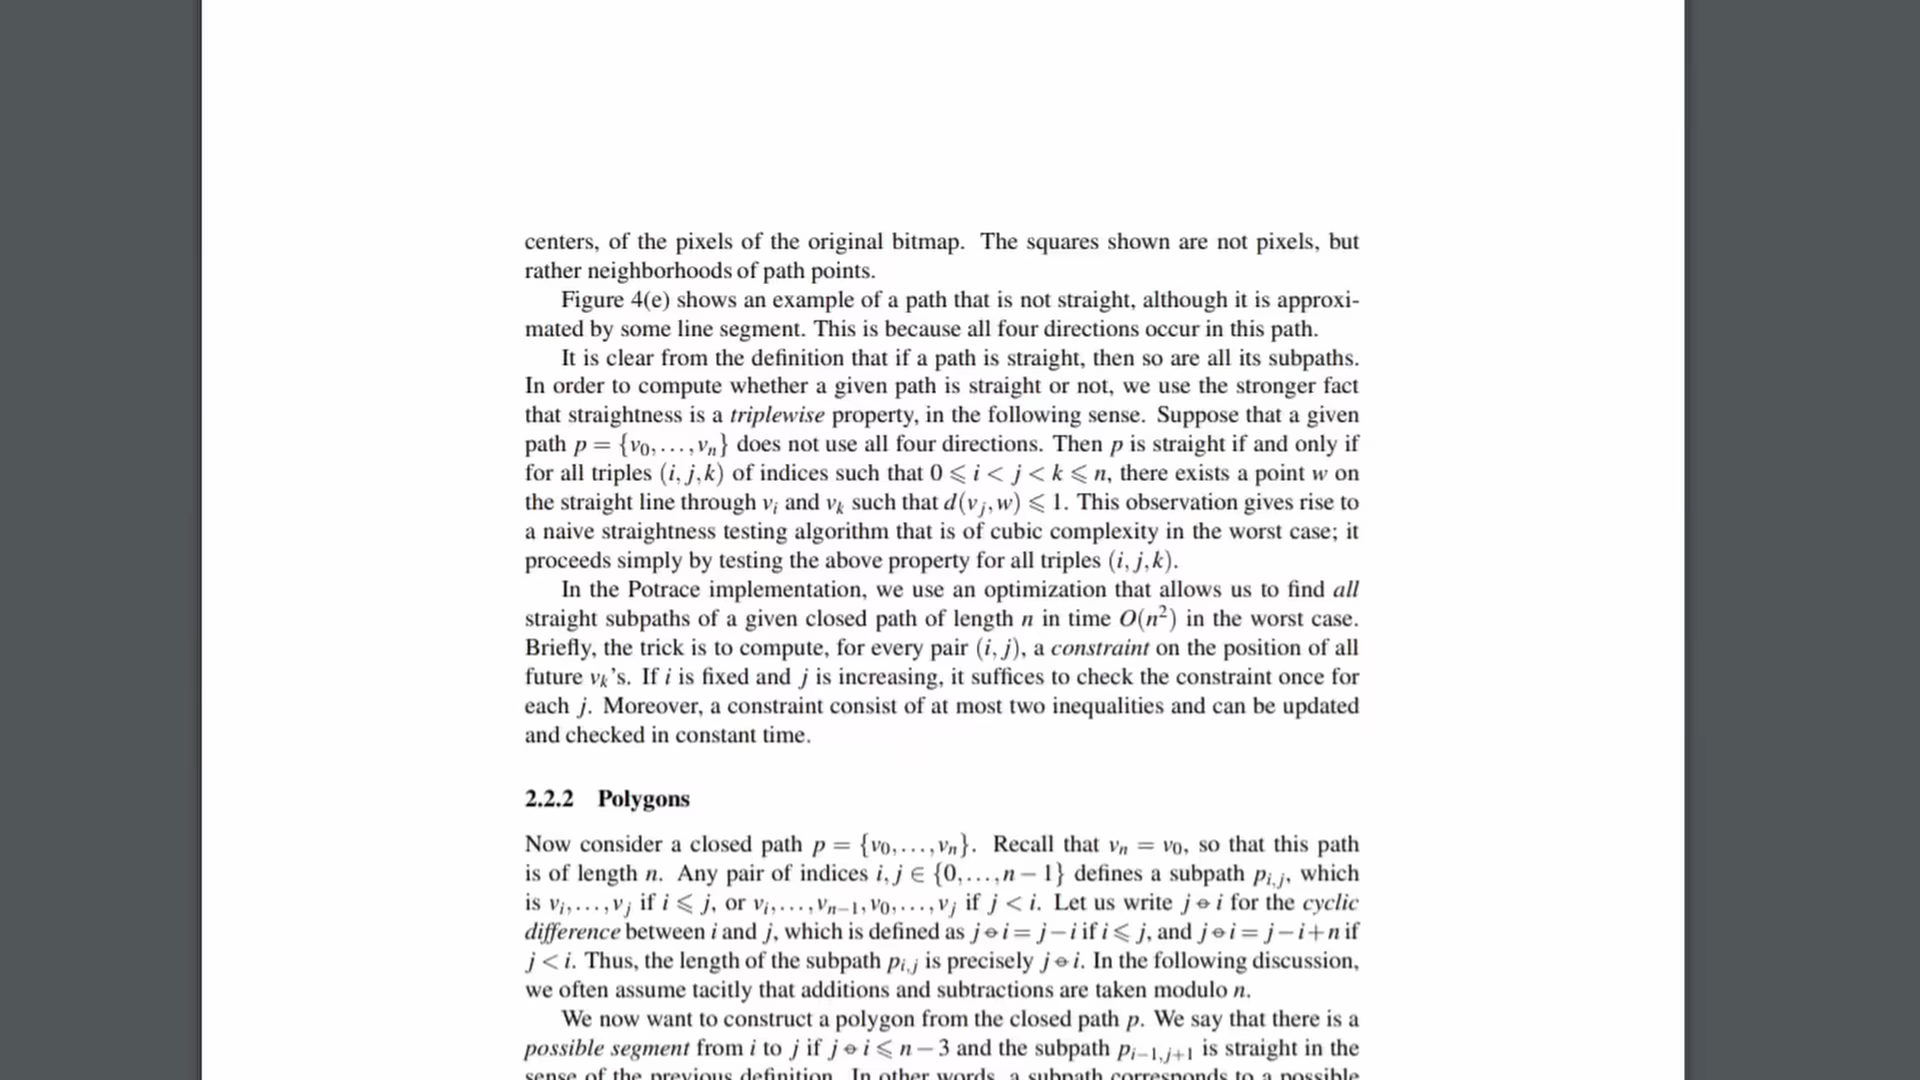 centers, of the pixels of the original bitmap. The squares shown are not pixels, but
rather neighborhoods of path points.
Figure 4(e) shows an example of a path that is not straight, although it is approxi-
mated by some line segment. This is because all four directions occur in this path.
It is clear from the definition that if a path is straight, then so are all its subpaths.
In order to compute whether a given path is straight or not, we use the stronger fact
that straightness is a triplewise property, in the following sense. Suppose that a given
path p = {v₀,...,vₙ} does not use all four directions. Then p is straight if and only if
for all triples (i, j,k) of indices such that 0 ⩽ i < j < k ⩽ n, there exists a point w on
the straight line through vᵢ and vₖ such that d(vⱼ,w) ⩽ 1. This observation gives rise to
a naive straightness testing algorithm that is of cubic complexity in the worst case; it
proceeds simply by testing the above property for all triples (i, j,k).
In the Potrace implementation, we use an optimization that allows us to find all
straight subpaths of a given closed path of length n in time O(n²) in the worst case.
Briefly, the trick is to compute, for every pair (i, j), a constraint on the position of all
future vₖ's. If i is fixed and j is increasing, it suffices to check the constraint once for
each j. Moreover, a constraint consist of at most two inequalities and can be updated
and checked in constant time.
2.2.2 Polygons
Now consider a closed path p = {v₀,...,vₙ}. Recall that vₙ = v₀, so that this path
is of length n. Any pair of indices i, j ∈ {0,...,n − 1} defines a subpath pᵢ,ⱼ, which
is vᵢ,...,vⱼ if i ⩽ j, or vᵢ,...,vₙ₋₁,v₀,...,vⱼ if j < i. Let us write j ⊖ i for the cyclic
difference between i and j, which is defined as j ⊖ i = j − i if i ⩽ j, and j ⊖ i = j − i + n if
j < i. Thus, the length of the subpath pᵢ,ⱼ is precisely j ⊖ i. In the following discussion,
we often assume tacitly that additions and subtractions are taken modulo n.
We now want to construct a polygon from the closed path p. We say that there is a
possible segment from i to j if j ⊖ i ⩽ n − 3 and the subpath pᵢ₋₁,ⱼ₊₁ is straight in the
sense of the previous definition. In other words, a subpath corresponds to a possible